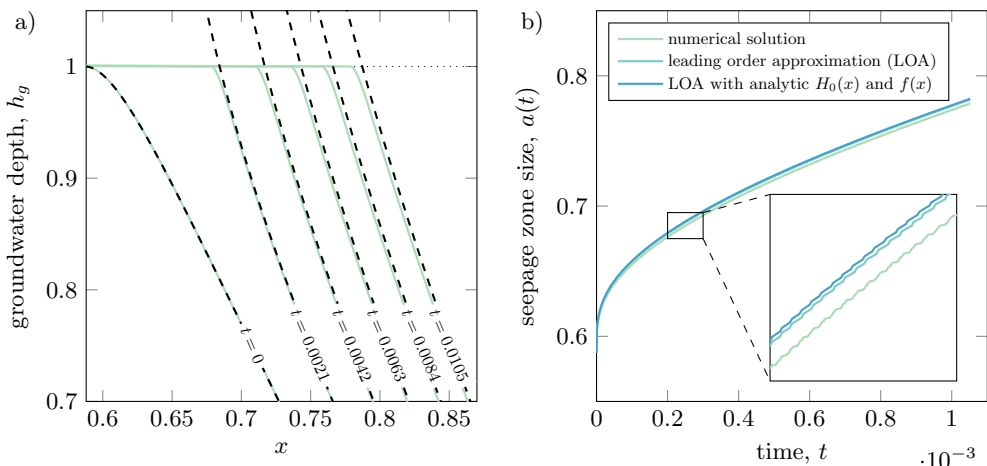 a)
1
0.9
0.8
0.7
groundwater depth, h_g
t = 0
t = 0.0021
t = 0.0042
t = 0.0063
t = 0.0084
t = 0.0105
0.6
0.65
0.7
0.75
0.8
0.85
x
b)
numerical solution
leading order approximation (LOA)
LOA with analytic H_0(x) and f(x)
0.8
0.7
0.6
seepage zone size, a(t)
0
0.2
0.4
0.6
0.8
1
time, t
·10^{−3}